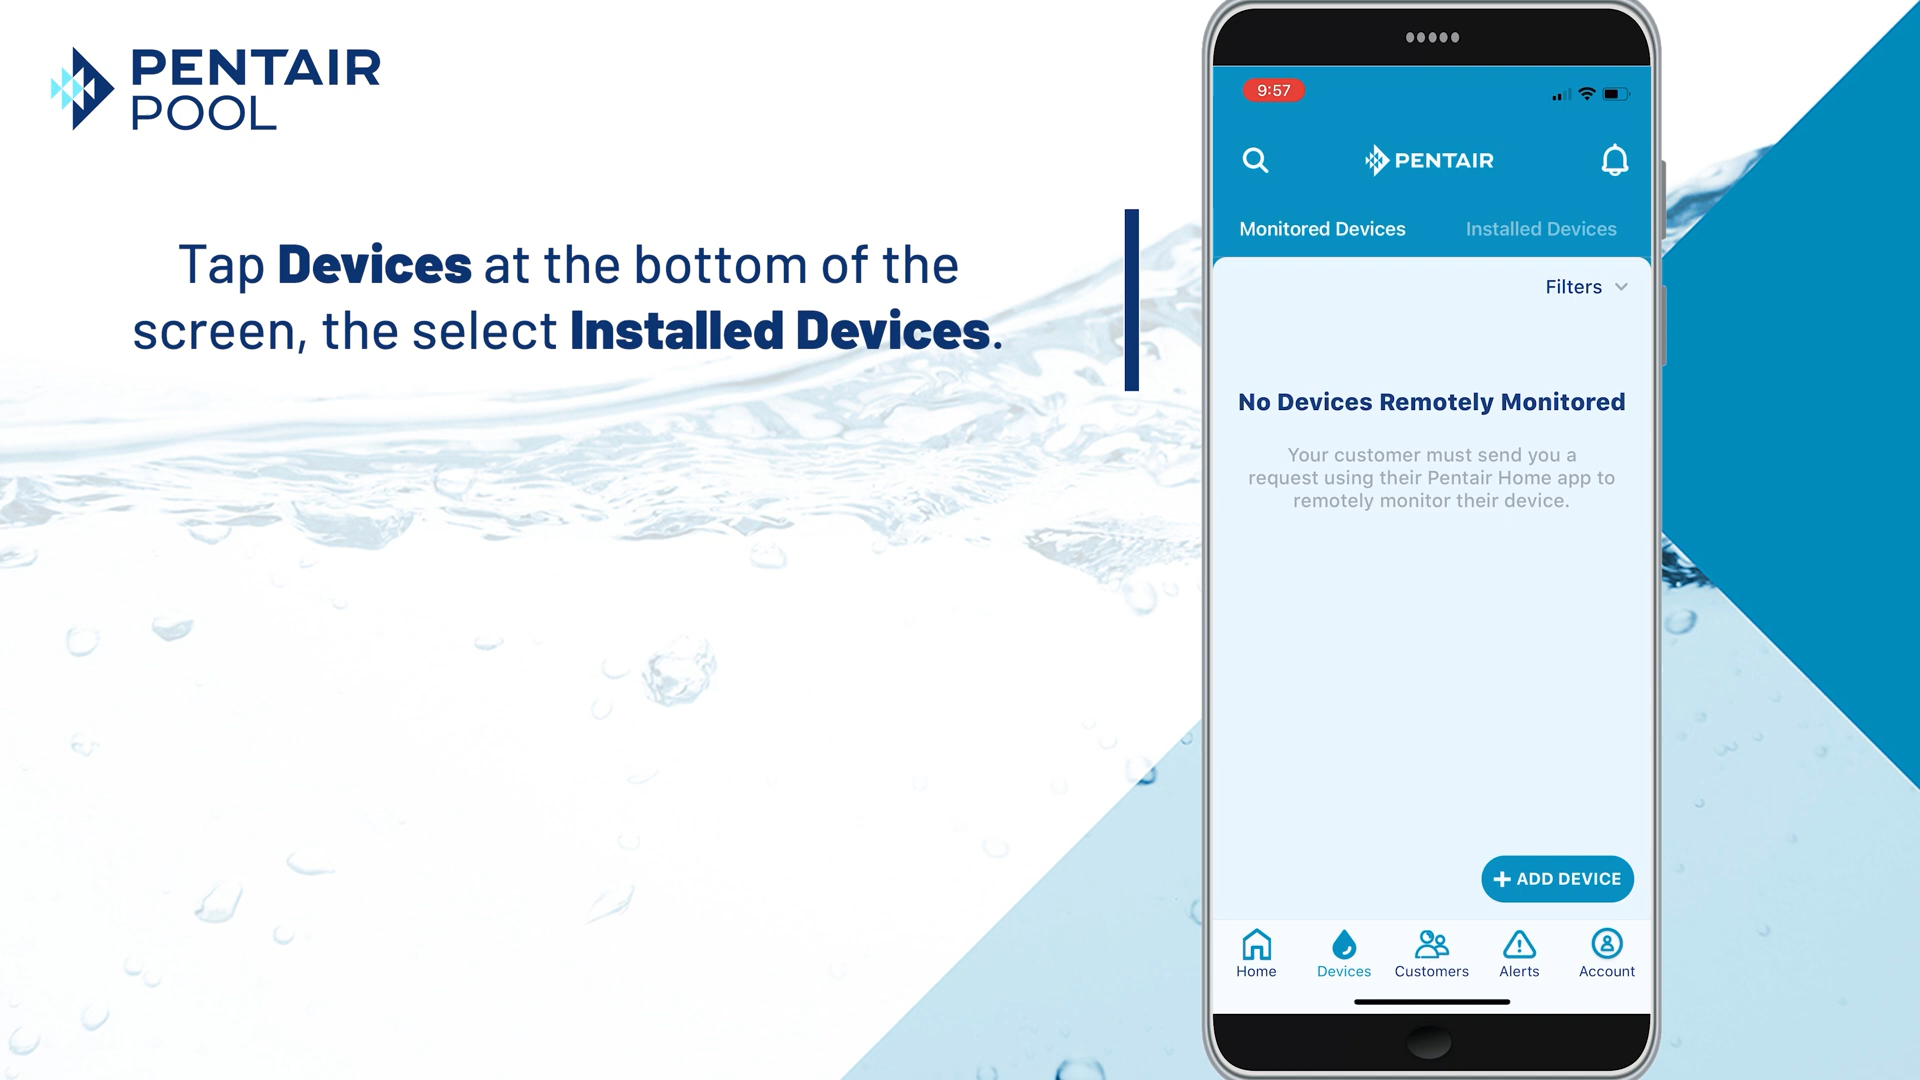 PENTAIR
POOL
Tap Devices at the bottom of the
screen, the select Installed Devices.
9:57
PENTAIR
Monitored Devices
Installed Devices
Filters
No Devices Remotely Monitored
Your customer must send you a
request using their Pentair Home app to
remotely monitor their device.
+ ADD DEVICE
Home
Devices
Customers
Alerts
Account